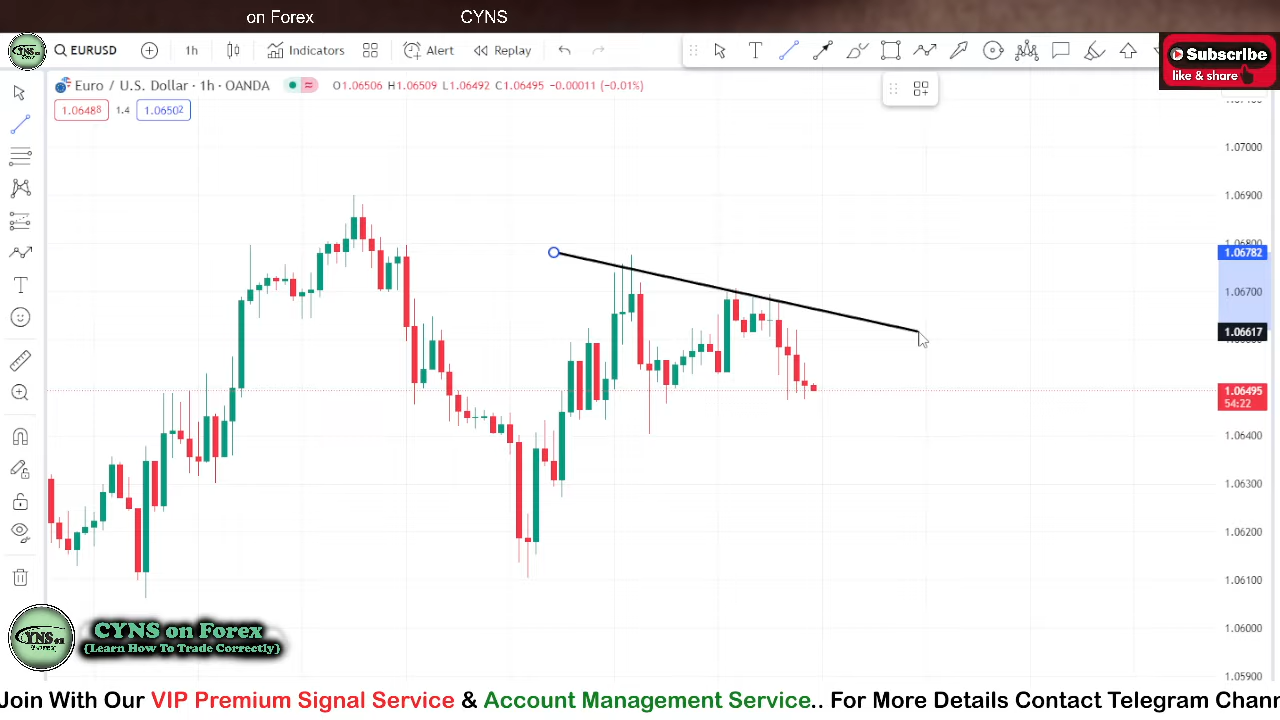 on Forex CYNS
EURUSD 1h Indicators Alert Replay
Subscribe
like & share
Euro / U.S. Dollar · 1h · OANDA O1.06506 H1.06509 L1.06492 C1.06495 −0.00011 (−0.01%)
1.06488 1.4 1.06502
1.07000
1.06900
1.06800
1.06782
1.06700
1.06617
1.06495
54:22
1.06400
1.06300
1.06200
1.06100
1.06000
1.0590
CYNS on Forex
{Learn How To Trade Correctly}
Join With Our VIP Premium Signal Service & Account Management Service.. For More Details Contact Telegram Chan